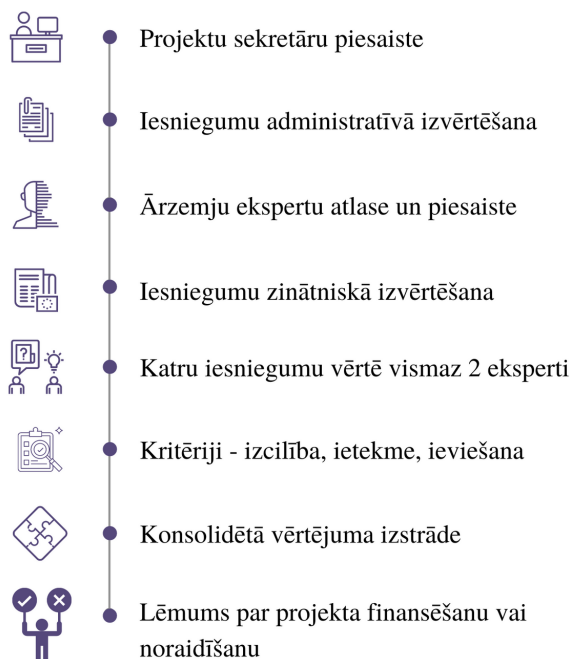 Projektu sekretāru piesaiste
Iesniegumu administratīvā izvērtēšana
Ārzemju ekspertu atlase un piesaiste
Iesniegumu zinātniskā izvērtēšana
Katru iesniegumu vērtē vismaz 2 eksperti
Kritēriji - izcilība, ietekme, ieviešana
Konsolidētā vērtējuma izstrāde
Lēmums par projekta finansēšanu vai
noraidīšanu